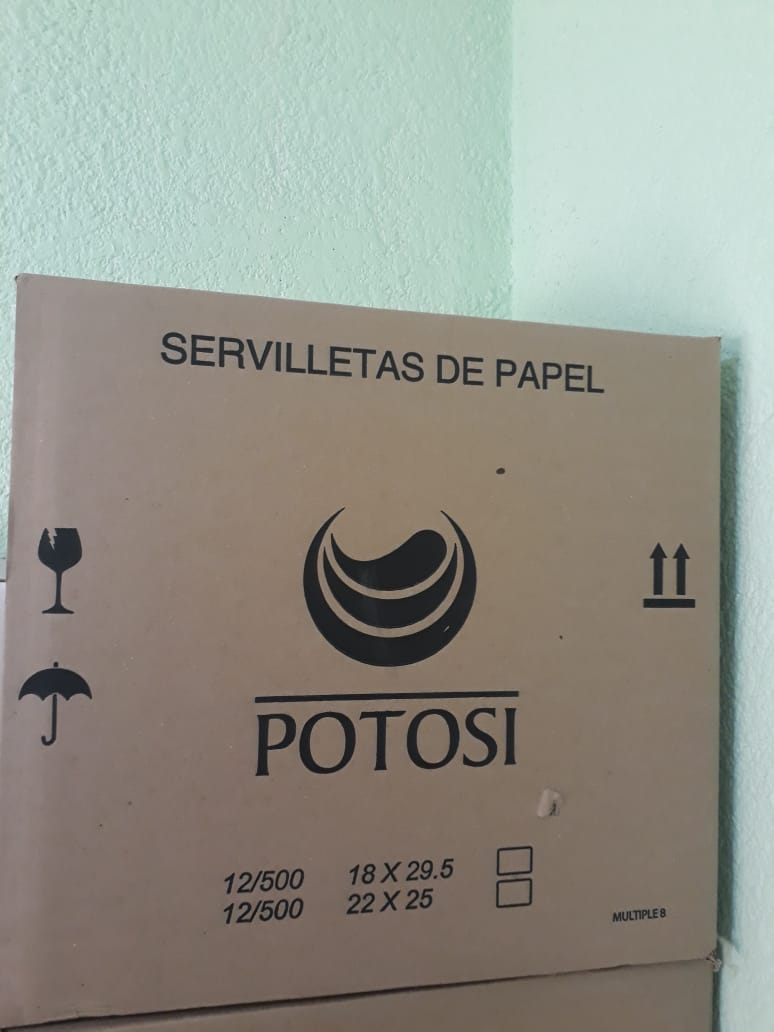 SERVILLETAS DE PAPEL
POTOSI
12/500 18 X 29.5
12/500 22 X 25
MULTIPLE 8